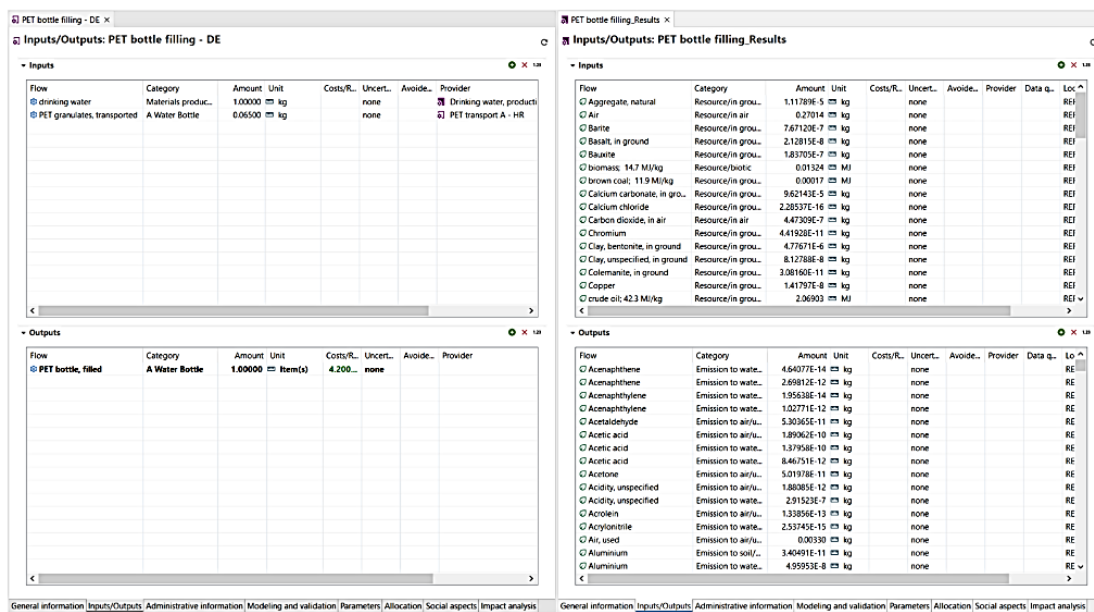 PET bottle filling - DE
Inputs/Outputs: PET bottle filling - DE
Inputs
Flow Category Amount Unit Costs/R... Uncert... Avoide... Provider
drinking water Materials produc... 1.00000 kg none Drinking water, producti
PET granulates, transported A Water Bottle 0.06500 kg none PET transport A - HR
Outputs
Flow Category Amount Unit Costs/R... Uncert... Avoide... Provider
PET bottle, filled A Water Bottle 1.00000 Item(s) 4.200... none
General information Inputs/Outputs Administrative information Modeling and validation Parameters Allocation Social aspects Impact analysis
PET bottle filling_Results
Inputs/Outputs: PET bottle filling_Results
Inputs
Flow Category Amount Unit Costs/R... Uncert... Avoide... Provider Data q... Loc
Aggregate, natural Resource/in grou... 1.11789E-5 kg none REF
Air Resource/in air 0.27014 kg none REF
Barite Resource/in grou... 7.67120E-7 kg none REF
Basalt, in ground Resource/in grou... 2.12815E-8 kg none REF
Bauxite Resource/in grou... 1.83705E-7 kg none REF
biomass; 14.7 MJ/kg Resource/biotic 0.01324 MJ none REF
brown coal; 11.9 MJ/kg Resource/in grou... 0.00017 MJ none REF
Calcium carbonate, in gro... Resource/in grou... 9.62143E-5 kg none REF
Calcium chloride Resource/in grou... 2.28537E-16 kg none REF
Carbon dioxide, in air Resource/in air 4.47309E-7 kg none REF
Chromium Resource/in grou... 4.41928E-11 kg none REF
Clay, bentonite, in ground Resource/in grou... 4.77671E-6 kg none REF
Clay, unspecified, in ground Resource/in grou... 8.12788E-8 kg none REF
Colemanite, in ground Resource/in grou... 3.08160E-11 kg none REF
Copper Resource/in grou... 1.41797E-8 kg none REF
crude oil; 42.3 MJ/kg Resource/in grou... 2.06903 MJ none REF
Outputs
Flow Category Amount Unit Costs/R... Uncert... Avoide... Provider Data q... Lo
Acenaphthene Emission to wate... 4.64077E-14 kg none RE
Acenaphthene Emission to wate... 2.69812E-12 kg none RE
Acenaphthylene Emission to wate... 1.95638E-14 kg none RE
Acenaphthylene Emission to wate... 1.02771E-12 kg none RE
Acetaldehyde Emission to air/u... 5.30365E-11 kg none RE
Acetic acid Emission to air/u... 1.89062E-10 kg none RE
Acetic acid Emission to wate... 1.37958E-10 kg none RE
Acetic acid Emission to wate... 8.46751E-12 kg none RE
Acetone Emission to air/u... 5.01978E-11 kg none RE
Acidity, unspecified Emission to wate... 1.88085E-12 kg none RE
Acidity, unspecified Emission to wate... 2.91523E-7 kg none RE
Acrolein Emission to air/u... 1.33856E-13 kg none RE
Acrylonitrile Emission to wate... 2.53745E-15 kg none RE
Air, used Emission to air/u... 0.00330 kg none RE
Aluminium Emission to soil/... 3.40491E-11 kg none RE
Aluminium Emission to wate... 4.95953E-8 kg none RE
General information Inputs/Outputs Administrative information Modeling and validation Parameters Allocation Social aspects Impact analysis